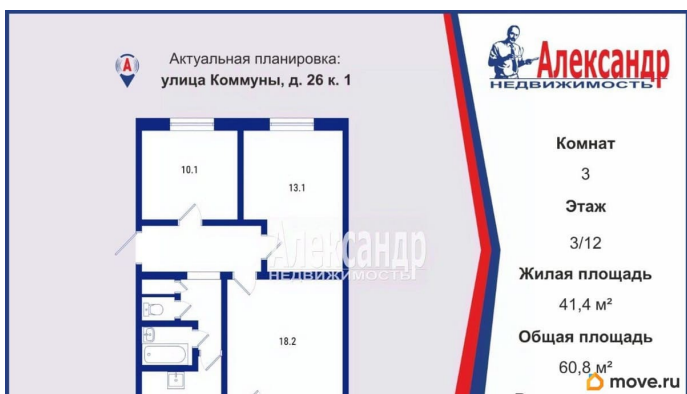 Актуальная планировка:
улица Коммуны, д. 26 к. 1
10.1
13.1
Александр
НЕДВИЖИМОСТЬ
18.2
А
Александр
НЕДВИЖИМОСТЬ
Комнат
3
Этаж
3/12
Жилая площадь
41,4 м²
Общая площадь
60,8 м²
move.ru